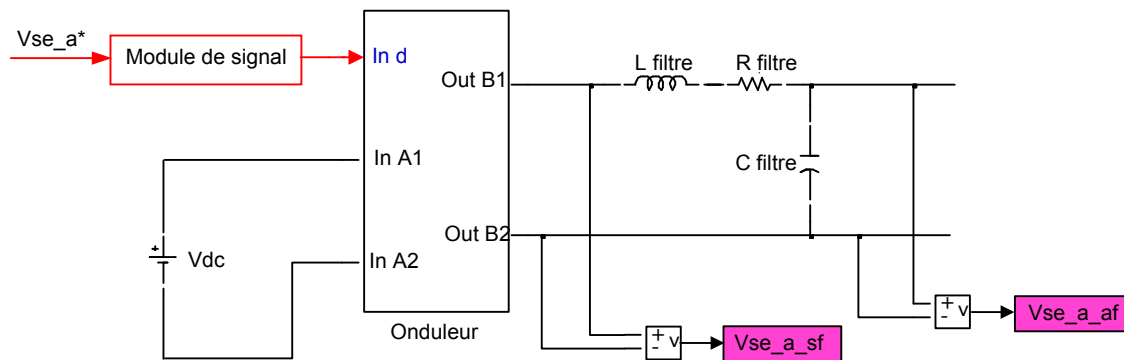 Vse_a*
Module de signal
In d
L filtre
R filtre
Out B1
In A1
C filtre
Out B2
+
Vdc
In A2
+
-
v
Vse_a_af
Onduleur
+
-
v
Vse_a_sf